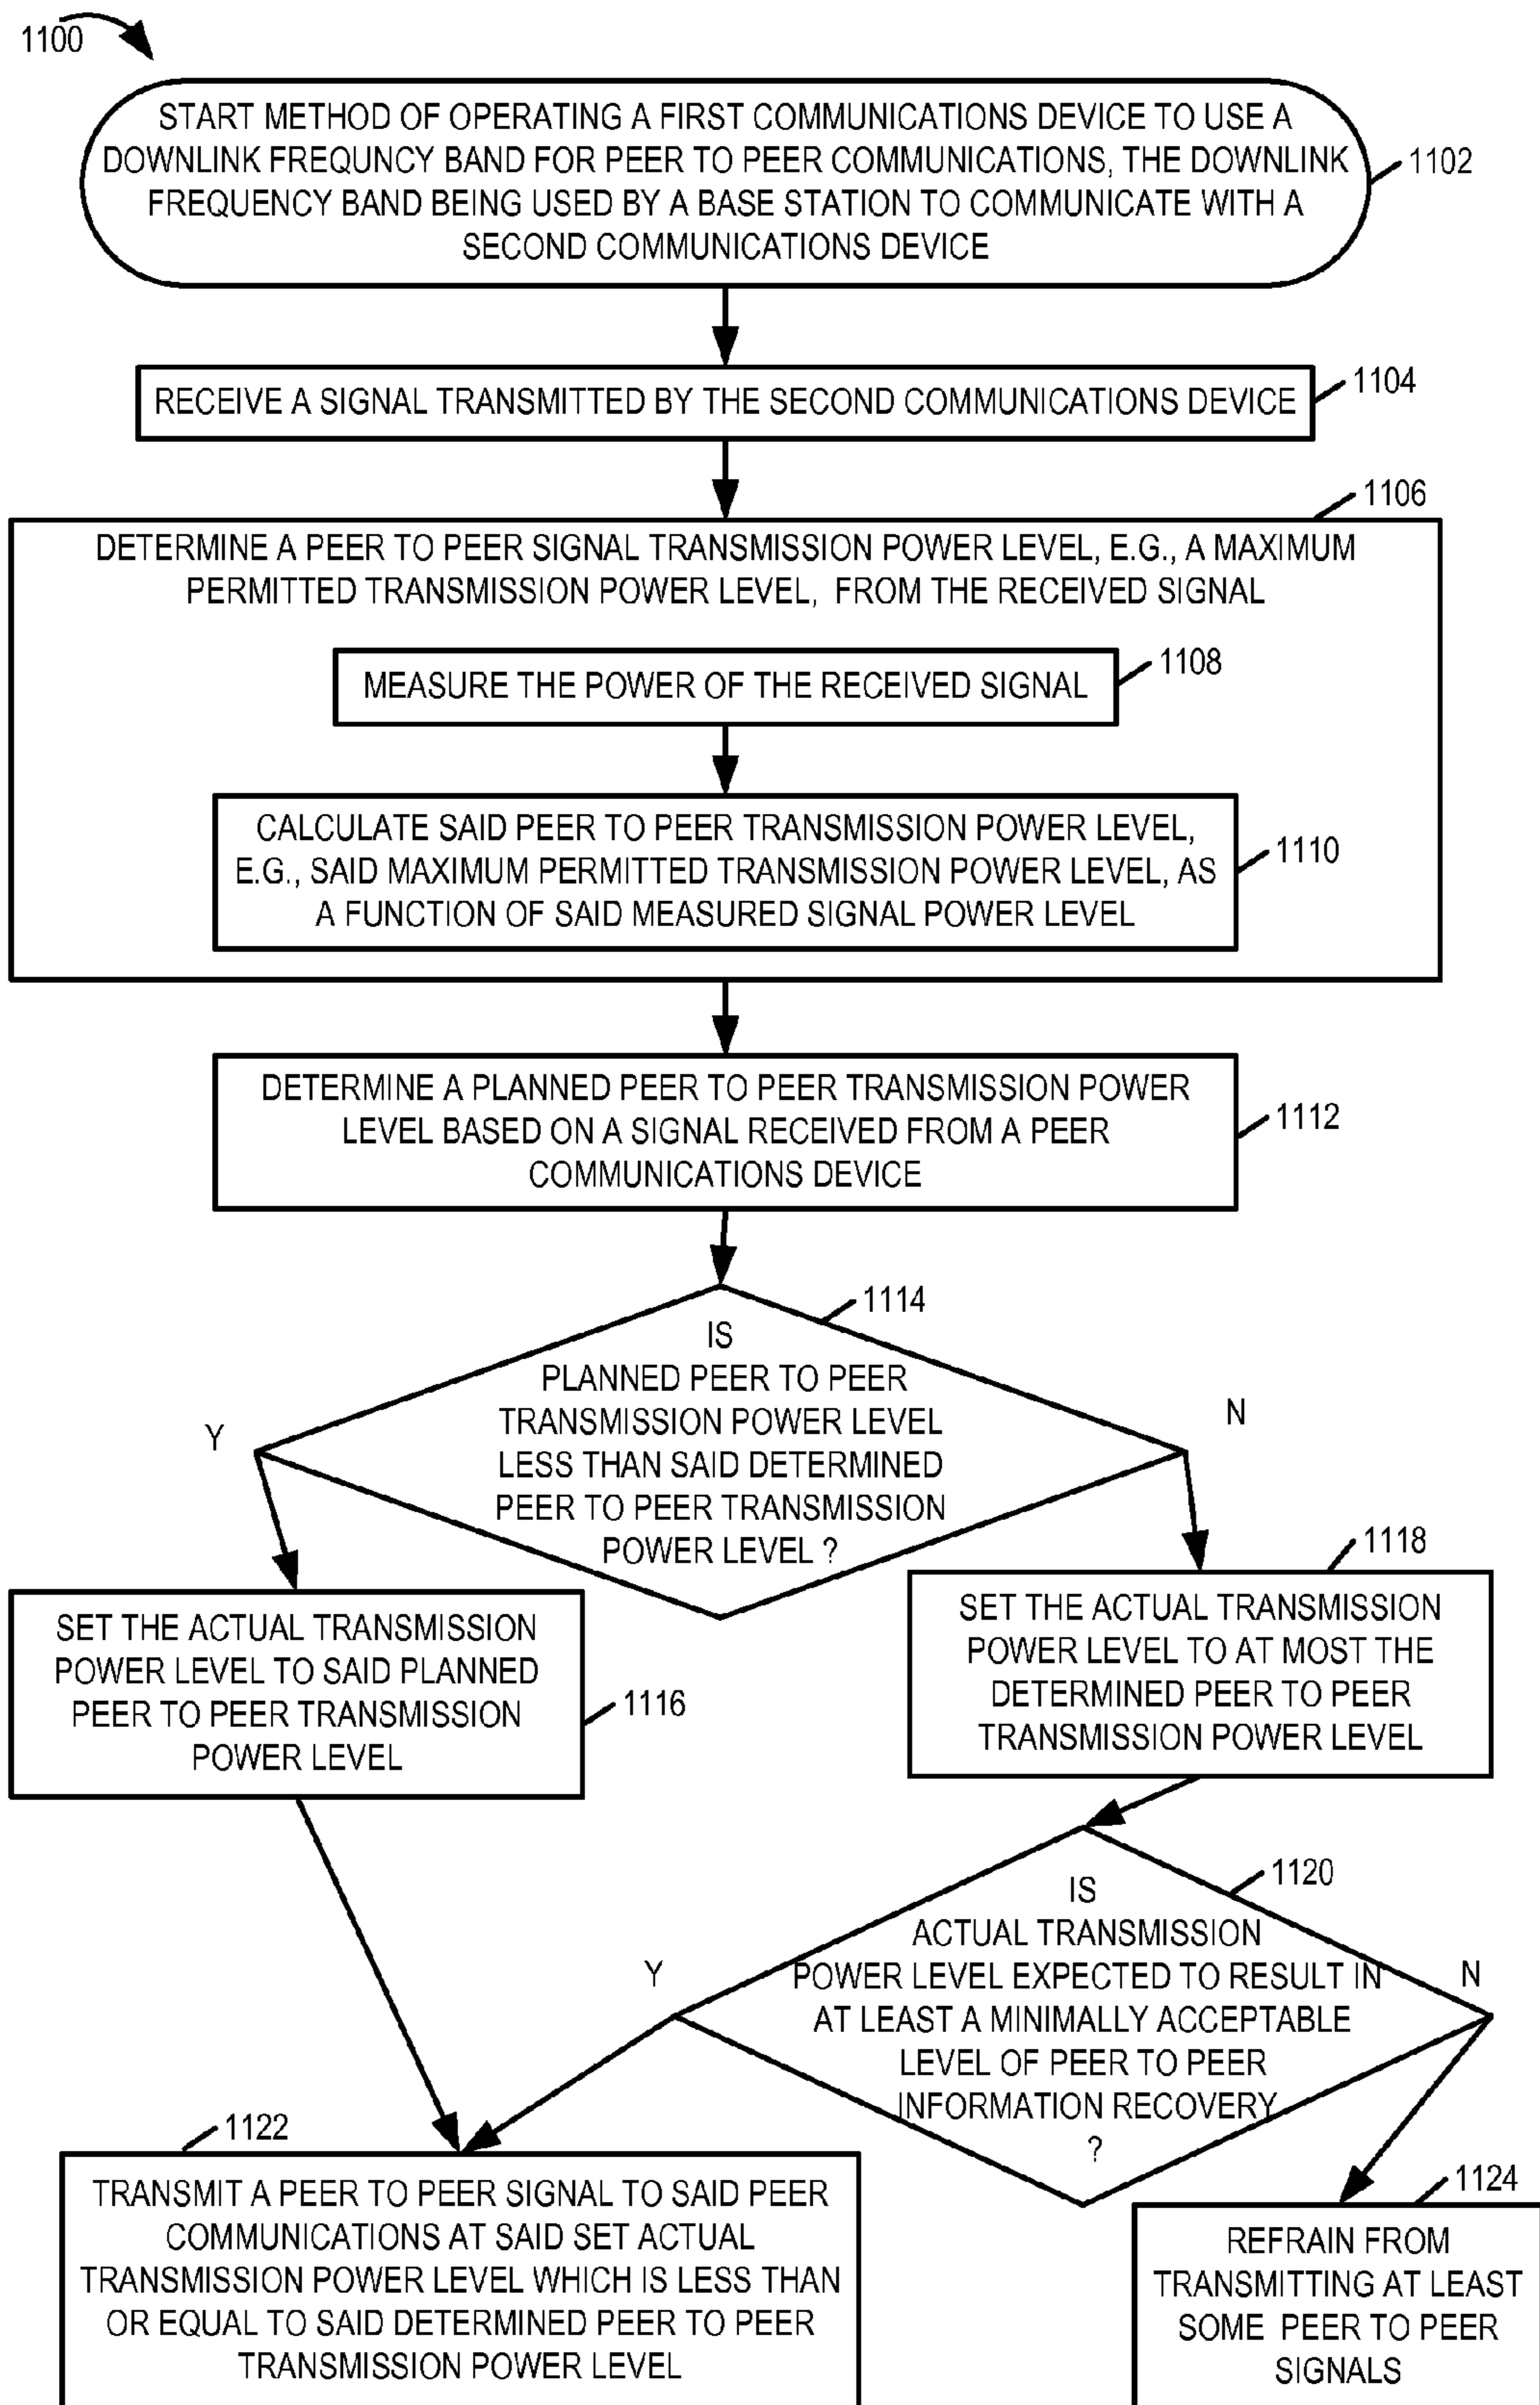 1100
START METHOD OF OPERATING A FIRST COMMUNICATIONS DEVICE TO USE A
DOWNLINK FREQUNCY BAND FOR PEER TO PEER COMMUNICATIONS, THE DOWNLINK
FREQUENCY BAND BEING USED BY A BASE STATION TO COMMUNICATE WITH A
SECOND COMMUNICATIONS DEVICE
1102
RECEIVE A SIGNAL TRANSMITTED BY THE SECOND COMMUNICATIONS DEVICE
1104
1106
DETERMINE A PEER TO PEER SIGNAL TRANSMISSION POWER LEVEL, E.G., A MAXIMUM
PERMITTED TRANSMISSION POWER LEVEL, FROM THE RECEIVED SIGNAL
MEASURE THE POWER OF THE RECEIVED SIGNAL
1108
CALCULATE SAID PEER TO PEER TRANSMISSION POWER LEVEL,
E.G., SAID MAXIMUM PERMITTED TRANSMISSION POWER LEVEL, AS
A FUNCTION OF SAID MEASURED SIGNAL POWER LEVEL
1110
DETERMINE A PLANNED PEER TO PEER TRANSMISSION POWER
LEVEL BASED ON A SIGNAL RECEIVED FROM A PEER
COMMUNICATIONS DEVICE
1112
1114
IS
PLANNED PEER TO PEER
TRANSMISSION POWER LEVEL
LESS THAN SAID DETERMINED
PEER TO PEER TRANSMISSION
POWER LEVEL ?
Y
N
SET THE ACTUAL TRANSMISSION
POWER LEVEL TO SAID PLANNED
PEER TO PEER TRANSMISSION
POWER LEVEL
1116
1118
SET THE ACTUAL TRANSMISSION
POWER LEVEL TO AT MOST THE
DETERMINED PEER TO PEER
TRANSMISSION POWER LEVEL
1120
IS
ACTUAL TRANSMISSION
POWER LEVEL EXPECTED TO RESULT IN
AT LEAST A MINIMALLY ACCEPTABLE
LEVEL OF PEER TO PEER
INFORMATION RECOVERY
?
Y
N
1122
TRANSMIT A PEER TO PEER SIGNAL TO SAID PEER
COMMUNICATIONS AT SAID SET ACTUAL
TRANSMISSION POWER LEVEL WHICH IS LESS THAN
OR EQUAL TO SAID DETERMINED PEER TO PEER
TRANSMISSION POWER LEVEL
1124
REFRAIN FROM
TRANSMITTING AT LEAST
SOME PEER TO PEER
SIGNALS